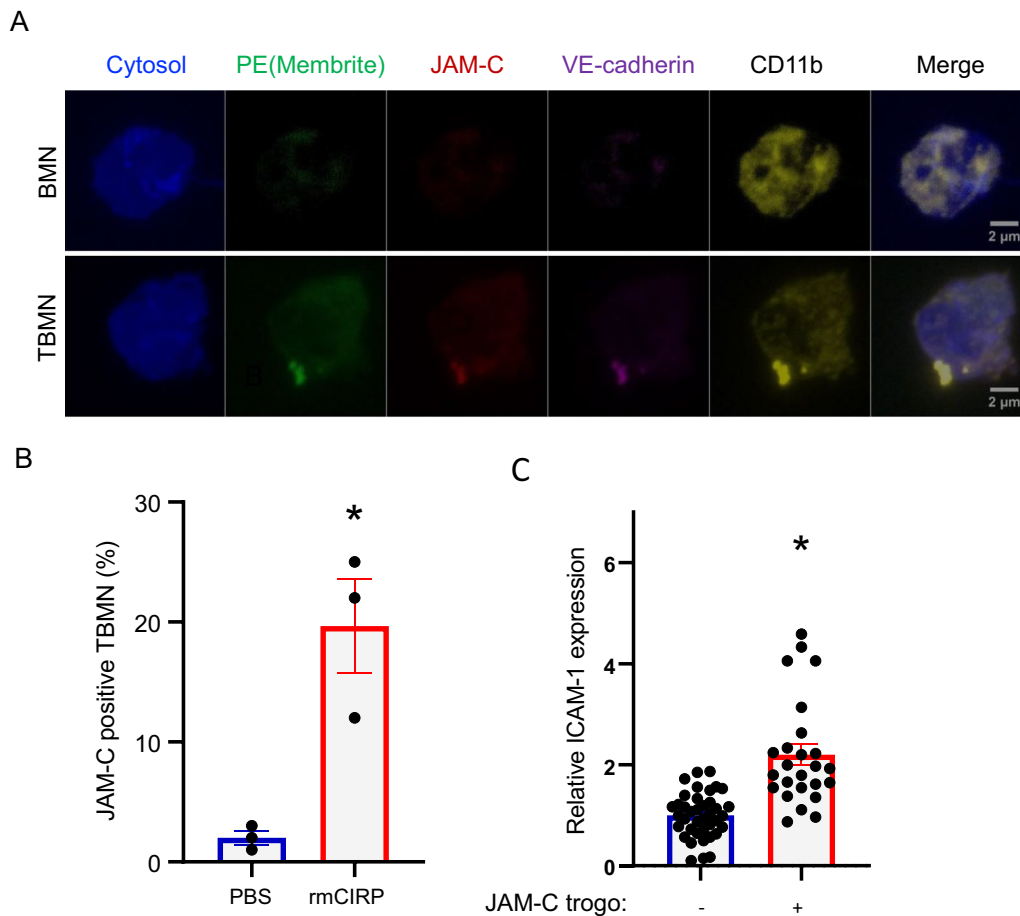 A
Cytosol PE(Membrite) JAM-C VE-cadherin CD11b Merge
BMN
2 µm
TBMN
B
2 µm
B
JAM-C positive TBMN (%)
30
20
10
0
*
PBS rmCIRP
C
Relative ICAM-1 expression
6
4
2
0
*
JAM-C trogo: - +